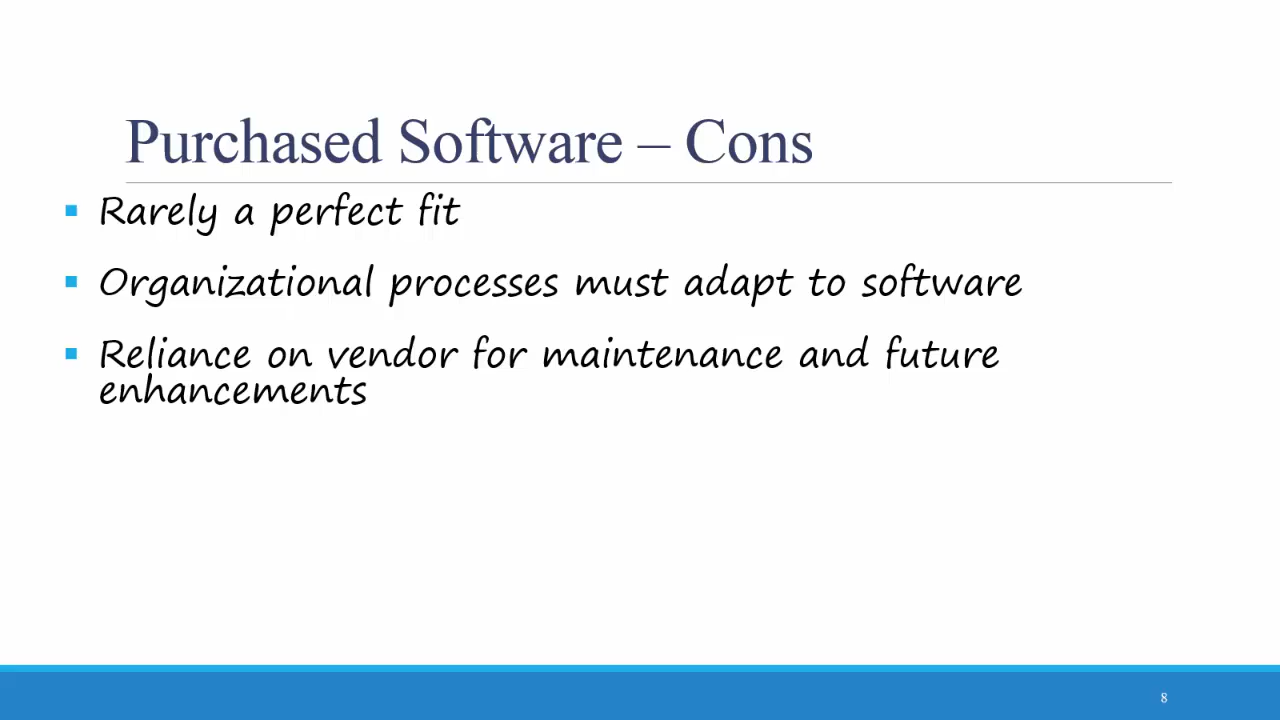 Purchased Software – Cons
▪ Rarely a perfect fit
▪ Organizational processes must adapt to software
▪ Reliance on vendor for maintenance and future
enhancements
8